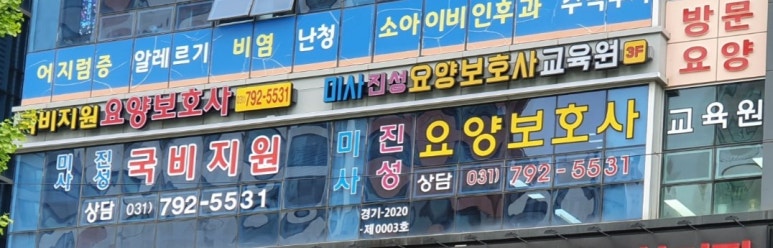 소아이비인후과
어지럼증 알레르기 비염 난청
방문
요양
국비지원 요양보호사 031) 792-5531
미사진성요양보호사교육원 3F
교육원
미사 진성 국비지원
상담 031) 792-5531
미사 진성 요양보호사
상담 031) 792-5531
경기-2020
-제0003호